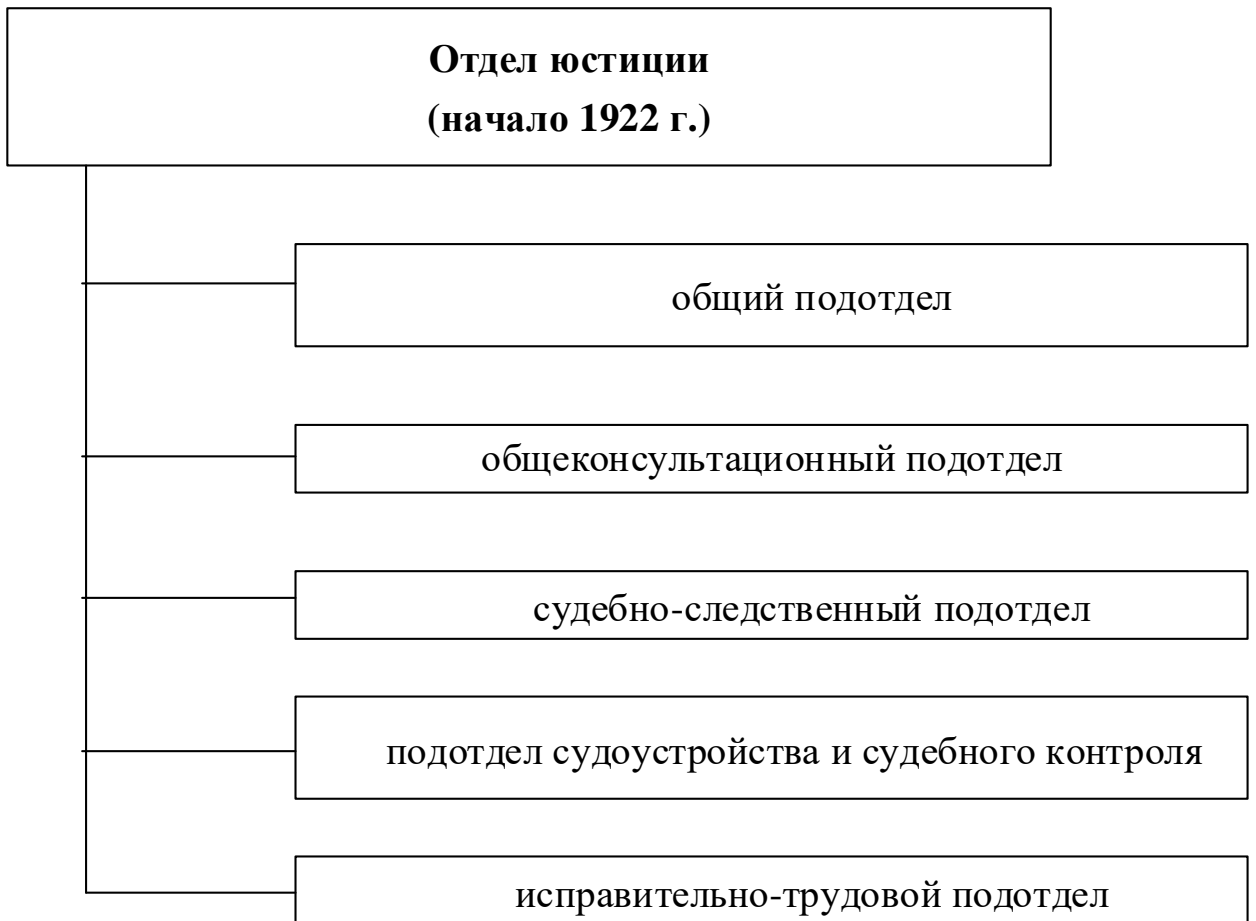 Отдел юстиции
(начало 1922 г.)
общий подотдел
общеконсультационный подотдел
судебно-следственный подотдел
подотдел судоустройства и судебного контроля
исправительно-трудовой подотдел